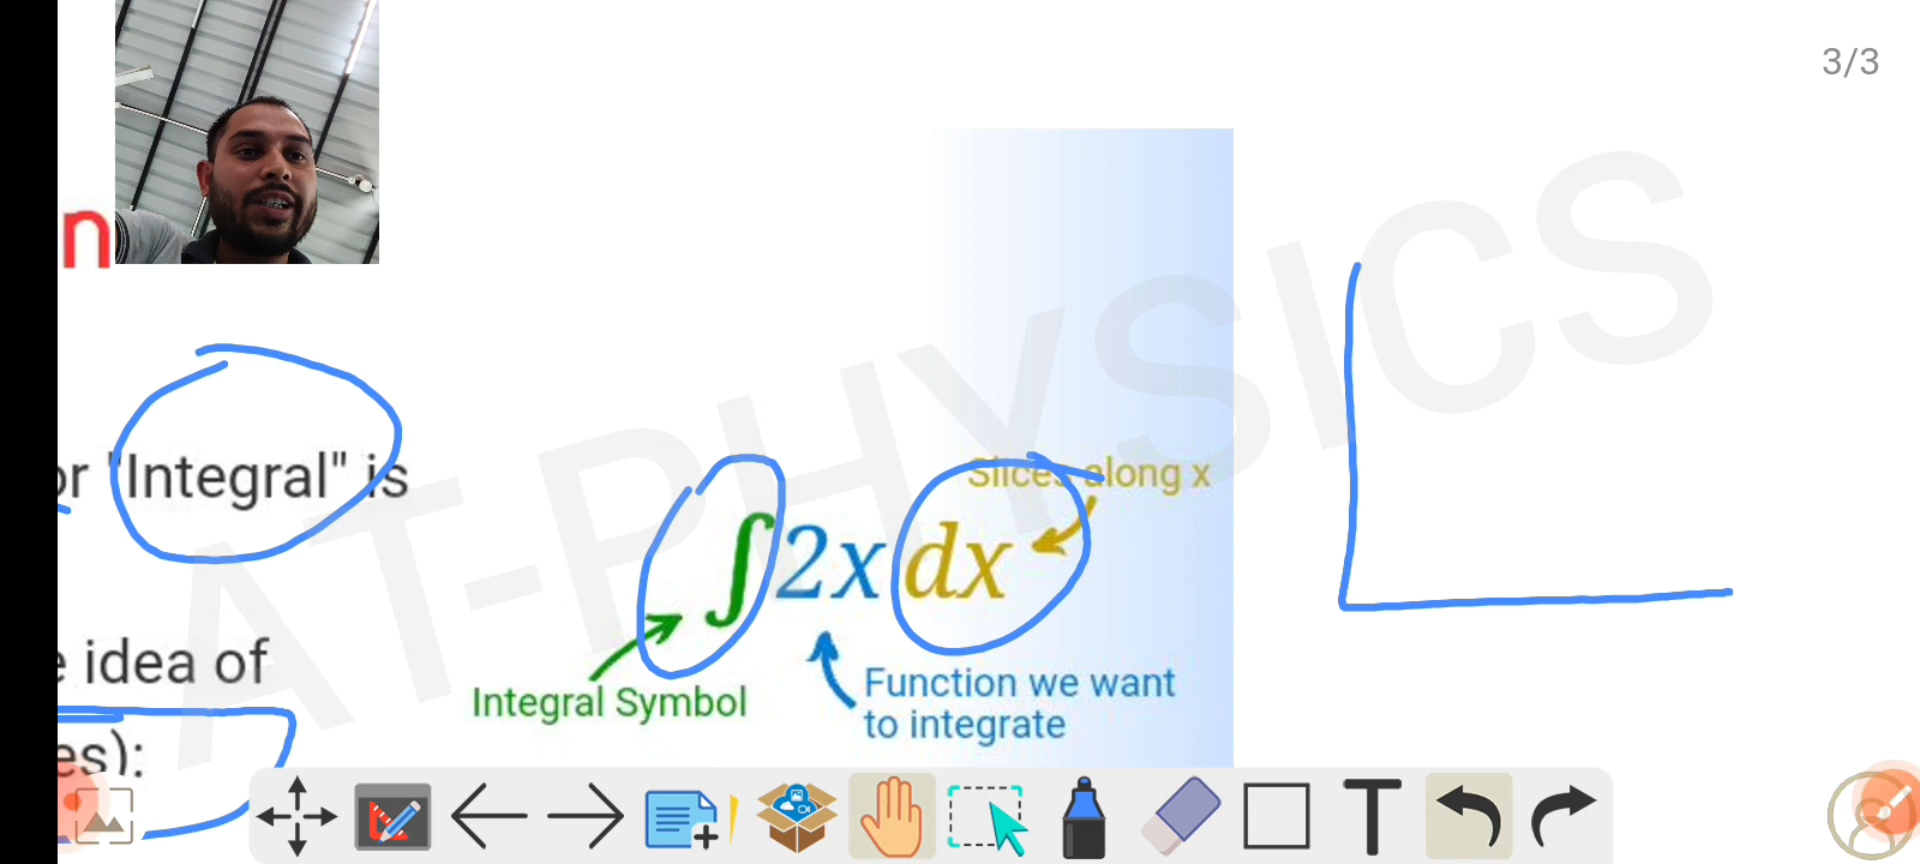 3/3
n
AT-PHYSICS
or "Integral" is
Slices along x
∫ 2x dx
e idea of
Integral Symbol
Function we want
to integrate
es):
T